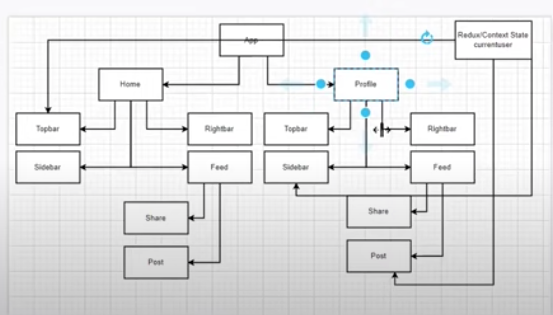 Redux/Context State
currentuser
App
Home
Profile
Topbar
Rightbar
Topbar
Rightbar
Sidebar
Feed
Sidebar
Feed
Share
Share
Post
Post